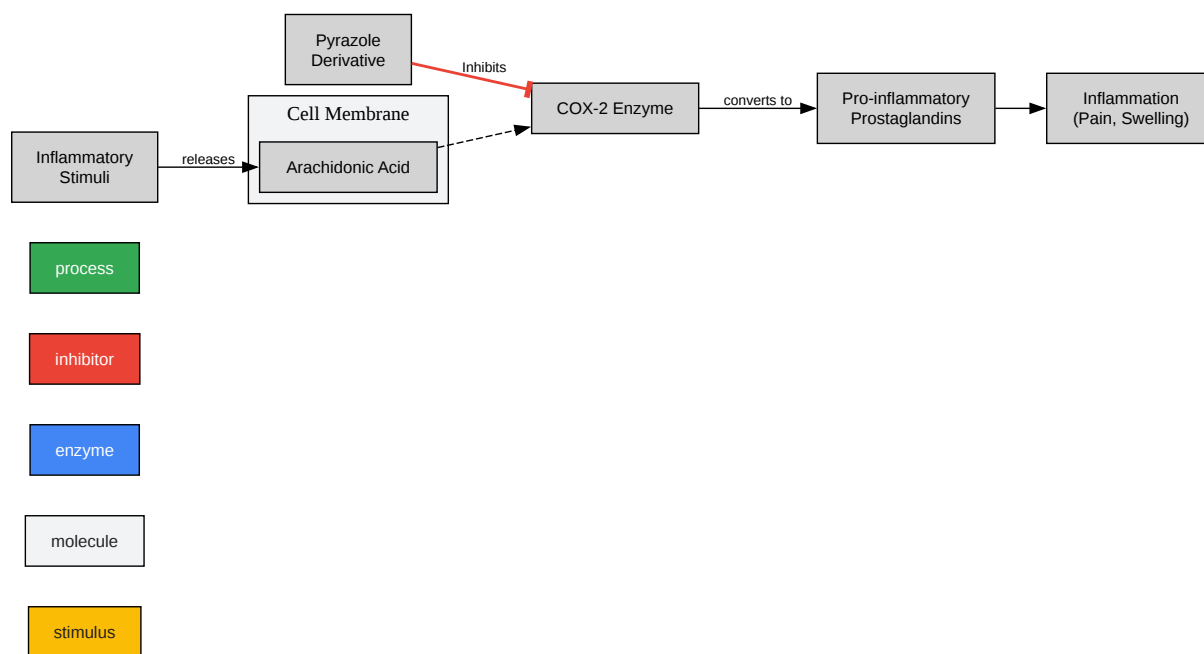 Pyrazole
Derivative
Inhibits
COX-2 Enzyme
converts to
Pro-inflammatory
Prostaglandins
Inflammation
(Pain, Swelling)
Cell Membrane
Arachidonic Acid
Inflammatory
Stimuli
releases
process
inhibitor
enzyme
molecule
stimulus